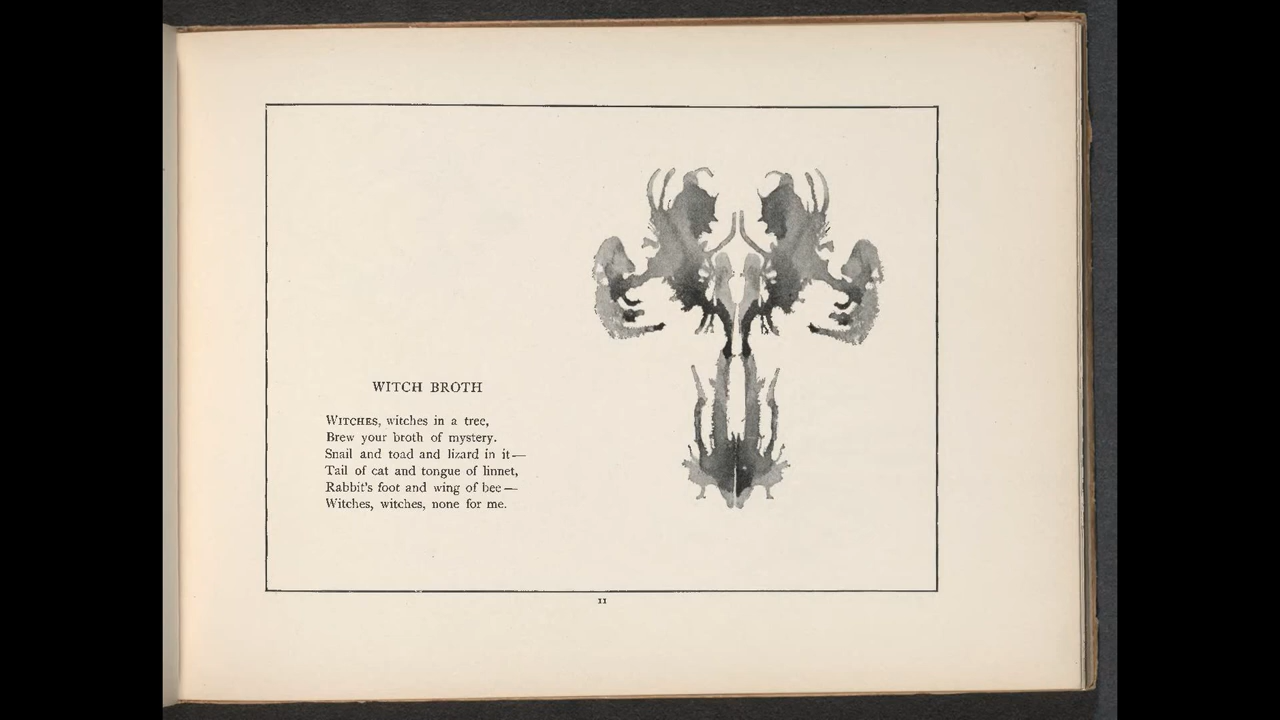 WITCH BROTH
WITCHES, witches in a tree,
Brew your broth of mystery.
Snail and toad and lizard in it—
Tail of cat and tongue of linnet,
Rabbit's foot and wing of bee—
Witches, witches, none for me.
11